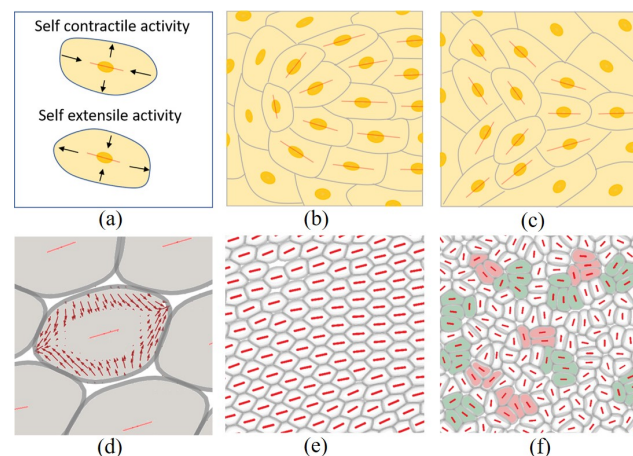 Self contractile activity
Self extensile activity
(a)
(b)
(c)
(d)
(e)
(f)